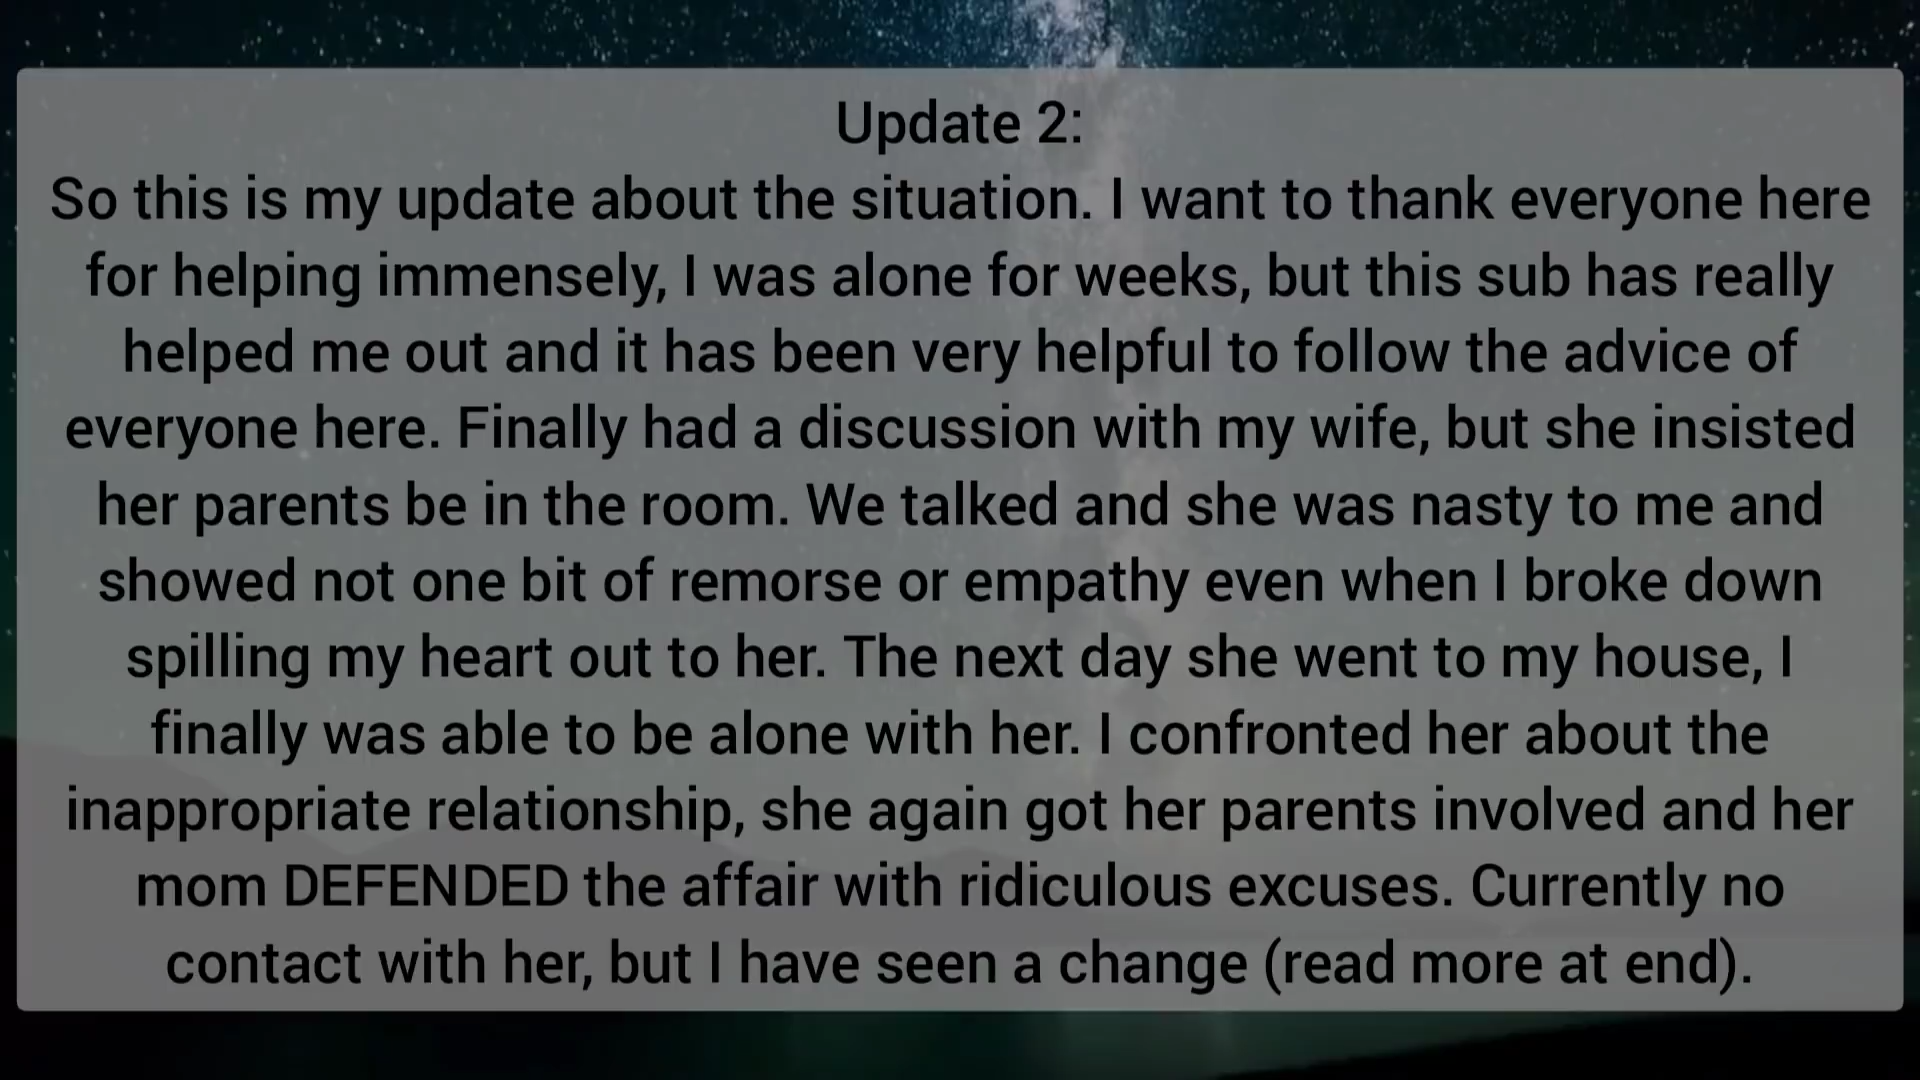 Update 2:
So this is my update about the situation. I want to thank everyone here
for helping immensely, I was alone for weeks, but this sub has really
helped me out and it has been very helpful to follow the advice of
everyone here. Finally had a discussion with my wife, but she insisted
her parents be in the room. We talked and she was nasty to me and
showed not one bit of remorse or empathy even when I broke down
spilling my heart out to her. The next day she went to my house, I
finally was able to be alone with her. I confronted her about the
inappropriate relationship, she again got her parents involved and her
mom DEFENDED the affair with ridiculous excuses. Currently no
contact with her, but I have seen a change (read more at end).